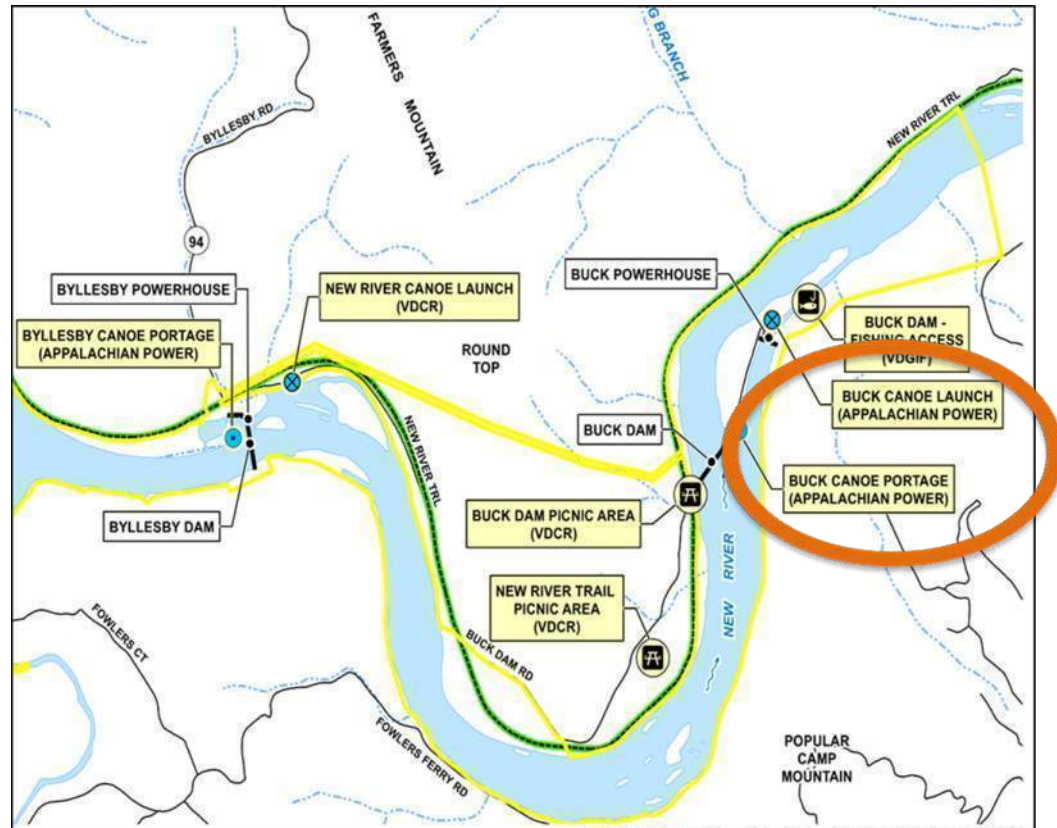 FARMERS
MOUNTAIN
G BRANCH
BYLLESBY RD
NEW RIVER TRL
94
BYLLESBY POWERHOUSE
BYLLESBY CANOE PORTAGE
(APPALACHIAN POWER)
NEW RIVER CANOE LAUNCH
(VDCR)
BUCK POWERHOUSE
ROUND
TOP
BUCK DAM -
FISHING ACCESS
(VDGIF)
BUCK CANOE LAUNCH
(APPALACHIAN POWER)
NEW RIVER TRL
BUCK DAM
BUCK CANOE PORTAGE
(APPALACHIAN POWER)
BYLLESBY DAM
BUCK DAM PICNIC AREA
(VDCR)
NEW RIVER
NEW RIVER TRAIL
PICNIC AREA
(VDCR)
BUCK DAM RD
FOWLERS CT
FOWLERS FERRY RD
POPULAR
CAMP
MOUNTAIN